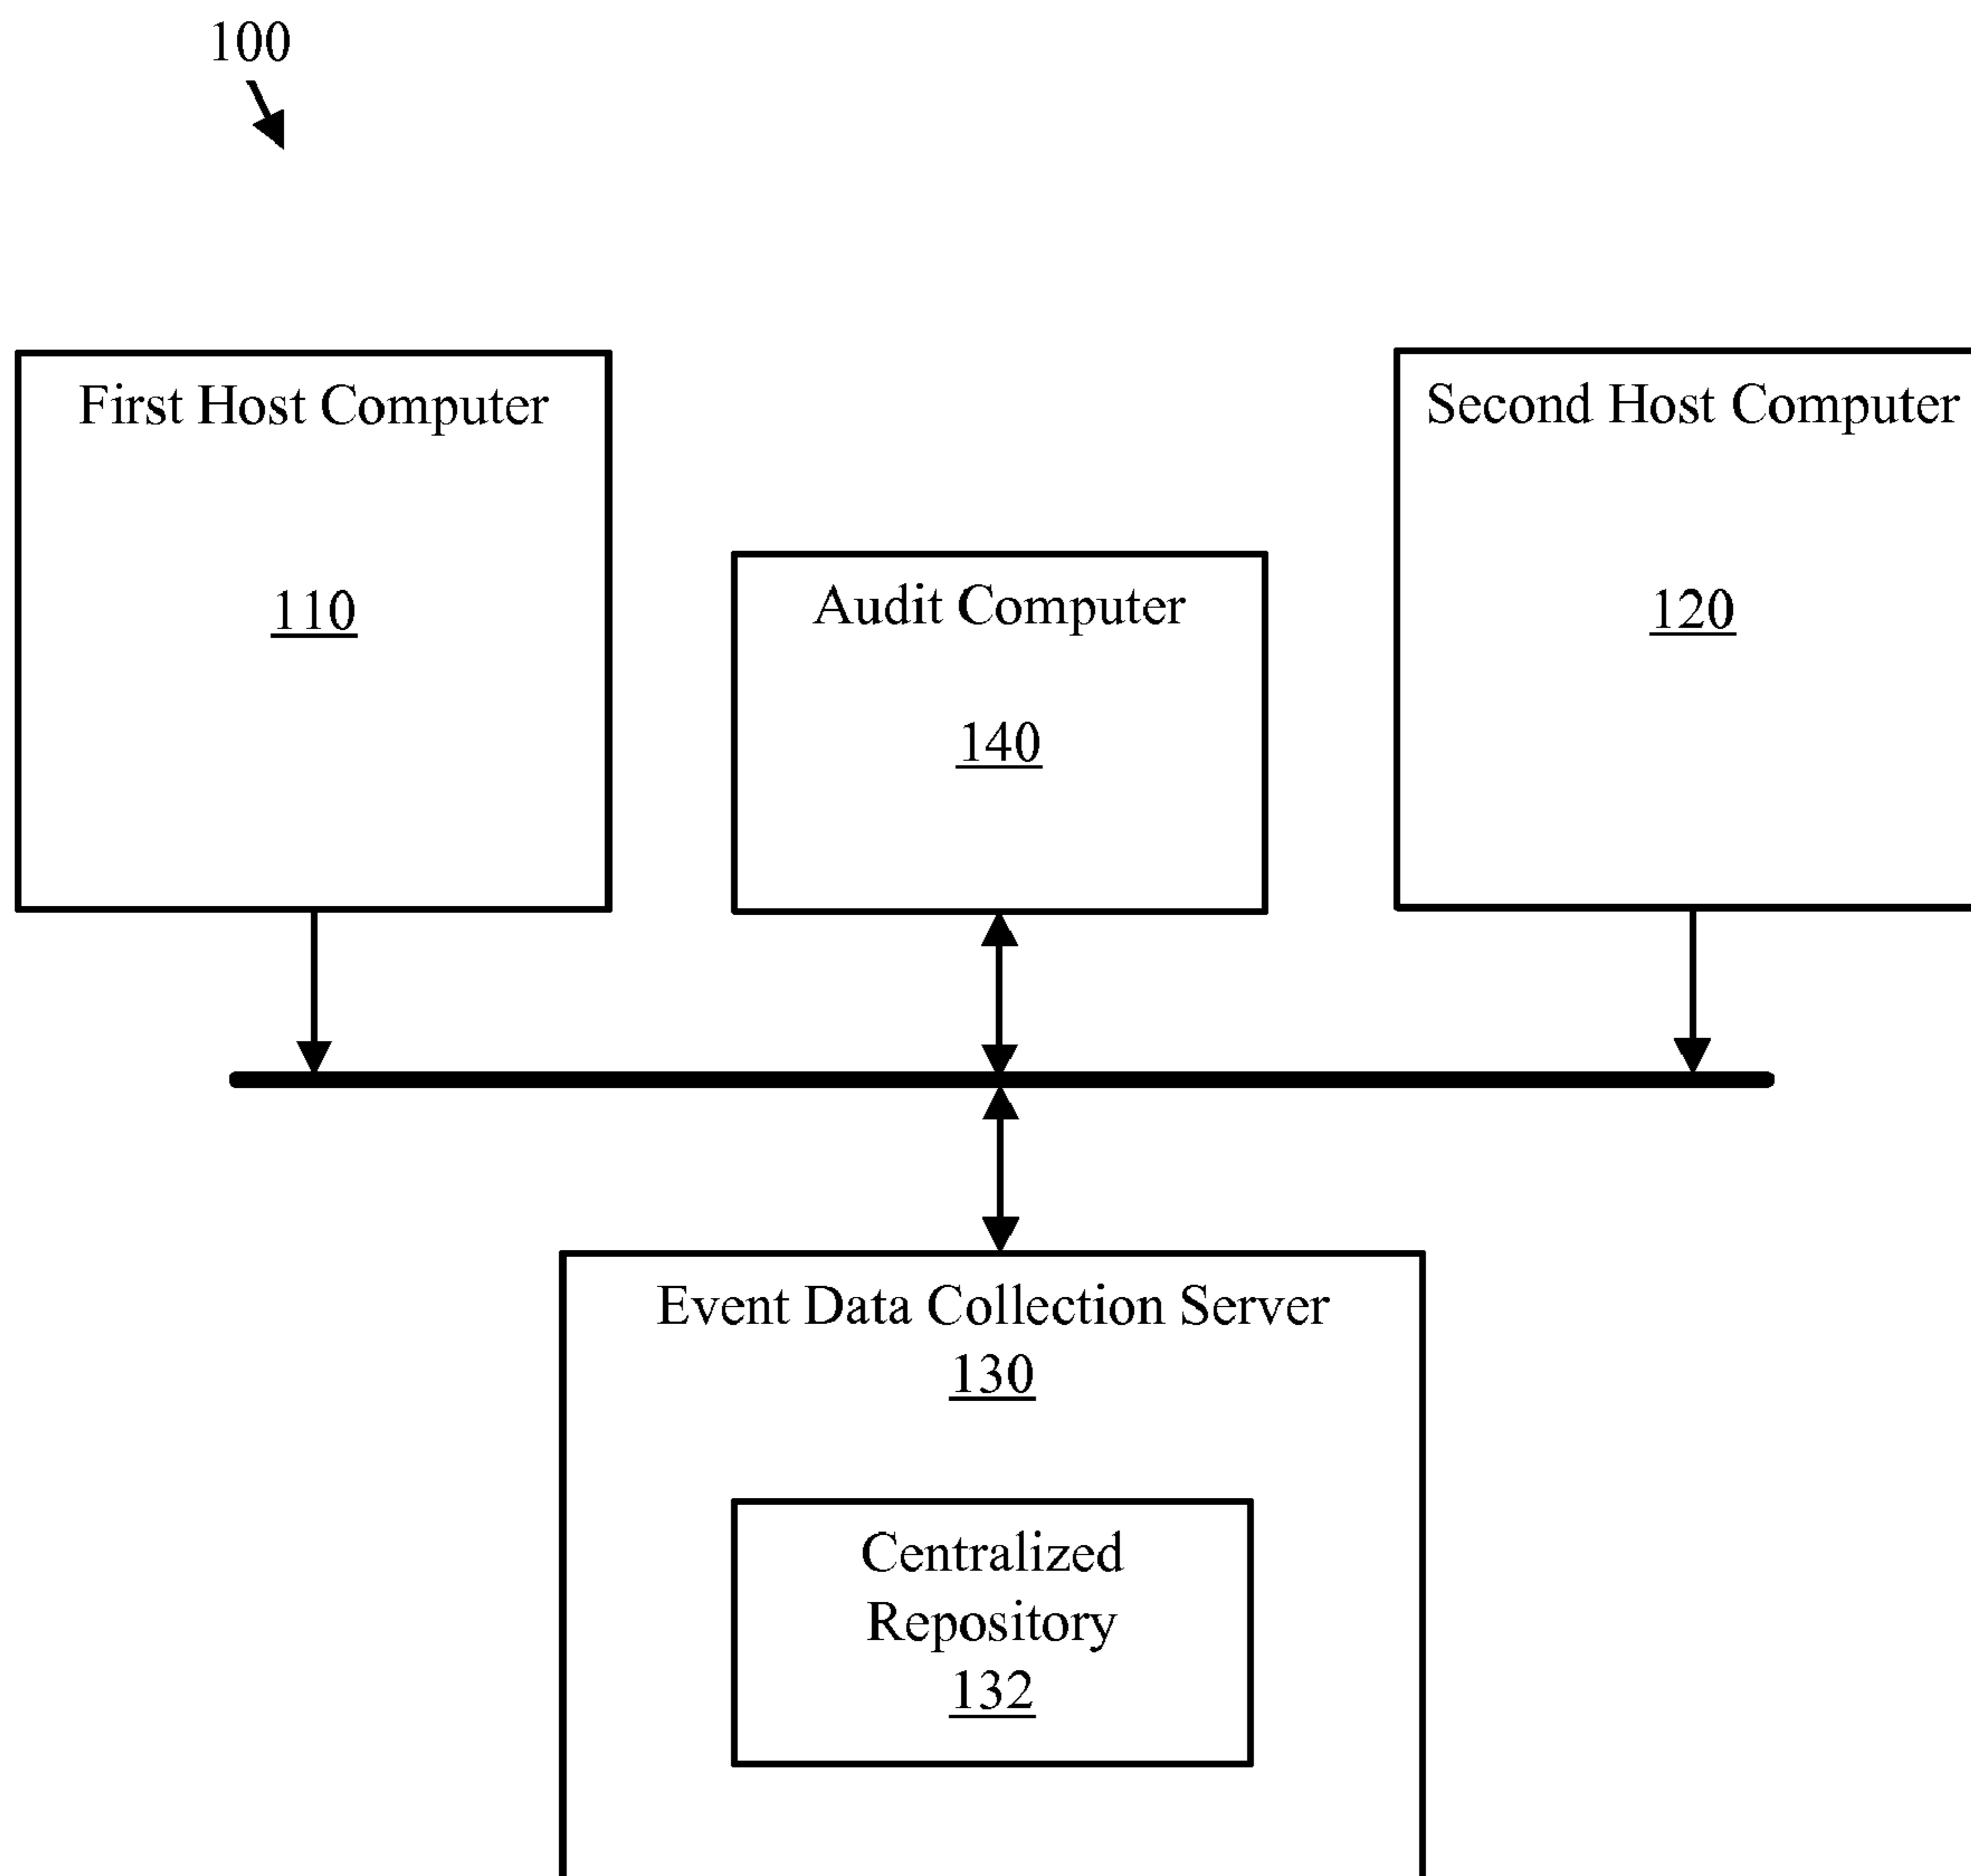 100
First Host Computer
110
Second Host Computer
120
Audit Computer
140
Event Data Collection Server
130
Centralized
Repository
132